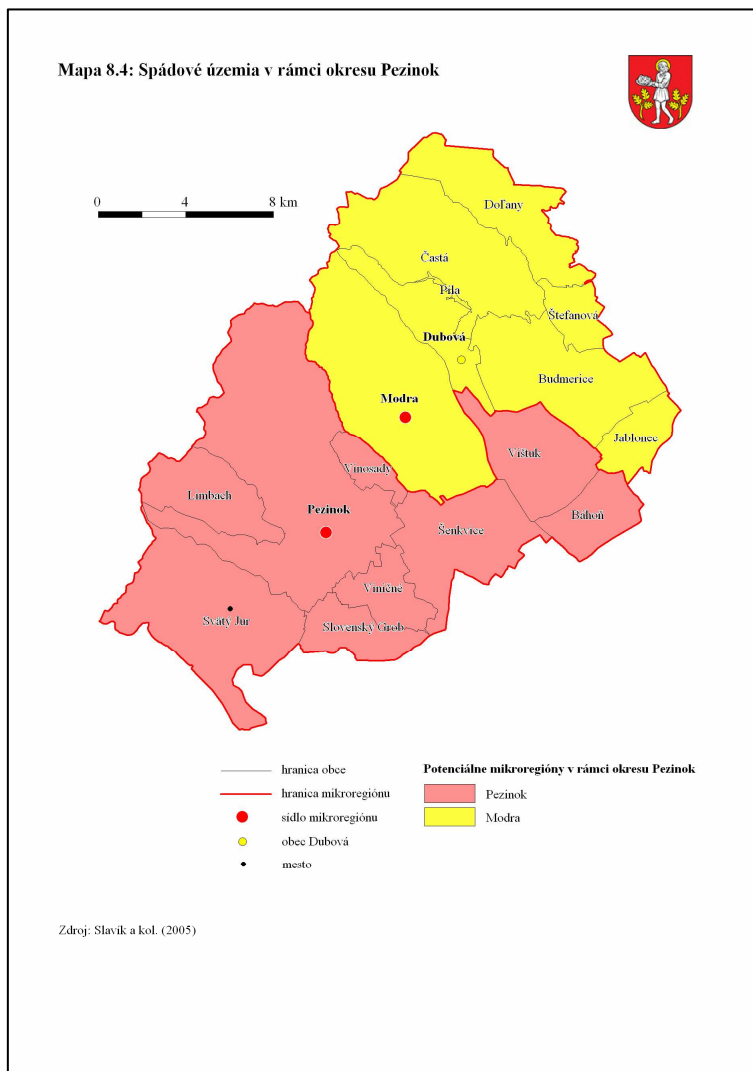 Mapa 8.4: Spádové územia v rámci okresu Pezinok
0 4 8 km
Doľany
Častá
Píla
Štefanová
Dubová
Budmerice
Modra
Jablonec
Vištuk
Vinosady
Limbach
Báhoň
Pezinok
Šenkvice
Viničné
Svätý Jur
Slovenský Grob
hranica obce
hranica mikroregiónu
sídlo mikroregiónu
obec Dubová
mesto
Potenciálne mikroregióny v rámci okresu Pezinok
Pezinok
Modra
Zdroj: Slavík a kol. (2005)